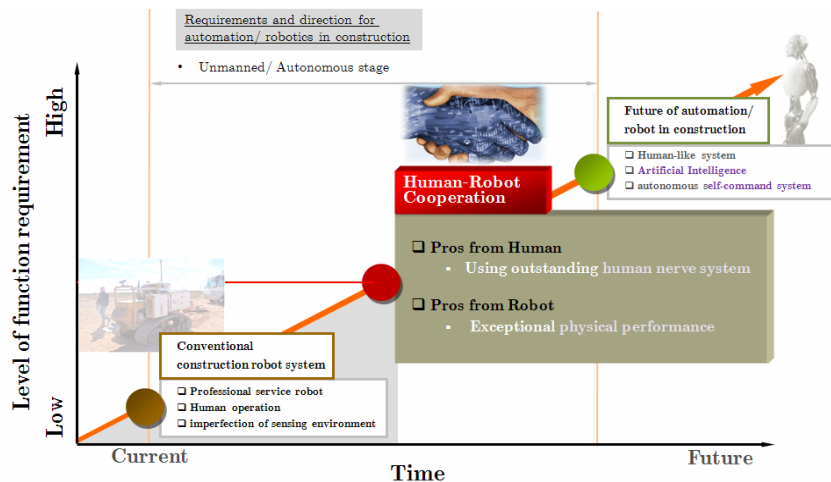 Requirements and direction for
automation/ robotics in construction
• Unmanned/ Autonomous stage
High
Level of function requirement
Low
Future of automation/
robot in construction
❑ Human-like system
❑ Artificial Intelligence
❑ autonomous self-command system
Human-Robot
Cooperation
❑ Pros from Human
▪ Using outstanding human nerve system
❑ Pros from Robot
▪ Exceptional physical performance
Conventional
construction robot system
❑ Professional service robot
❑ Human operation
❑ imperfection of sensing environment
Current
Time
Future